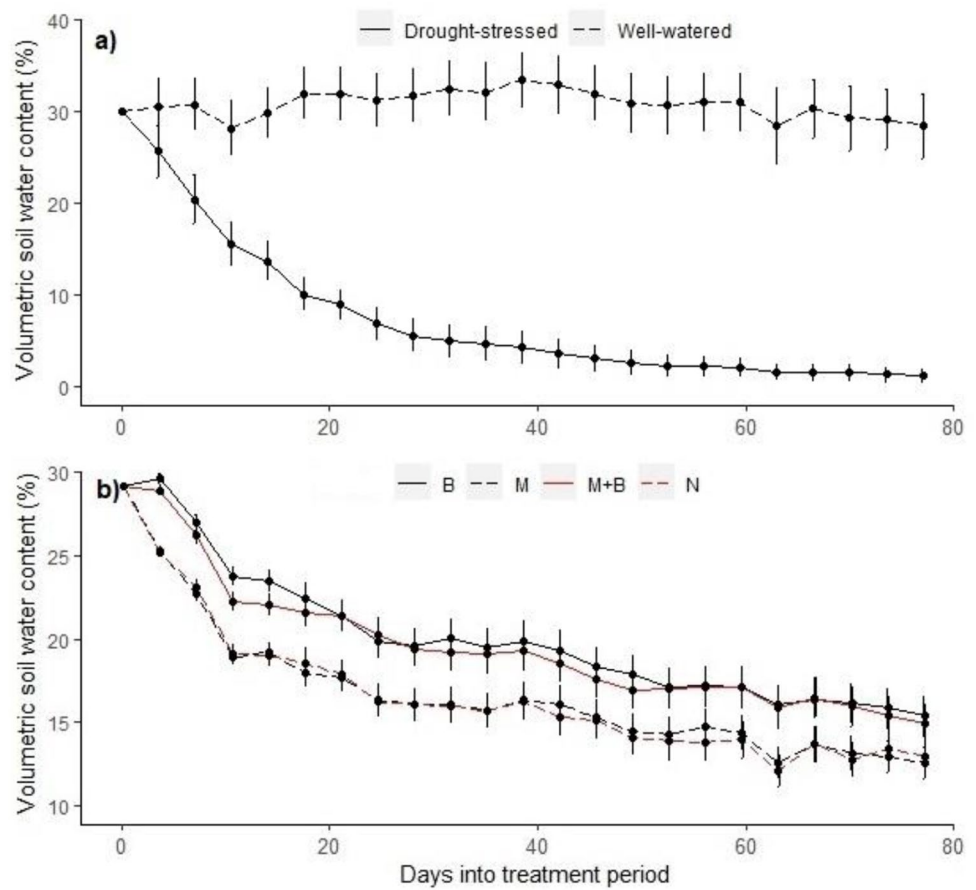 a)
Drought-stressed Well-watered
Volumetric soil water content (%)
40
30
20
10
0
0 20 40 60 80
b)
B M M+B N
Volumetric soil water content (%)
30
25
20
15
10
0 20 40 60 80
Days into treatment period